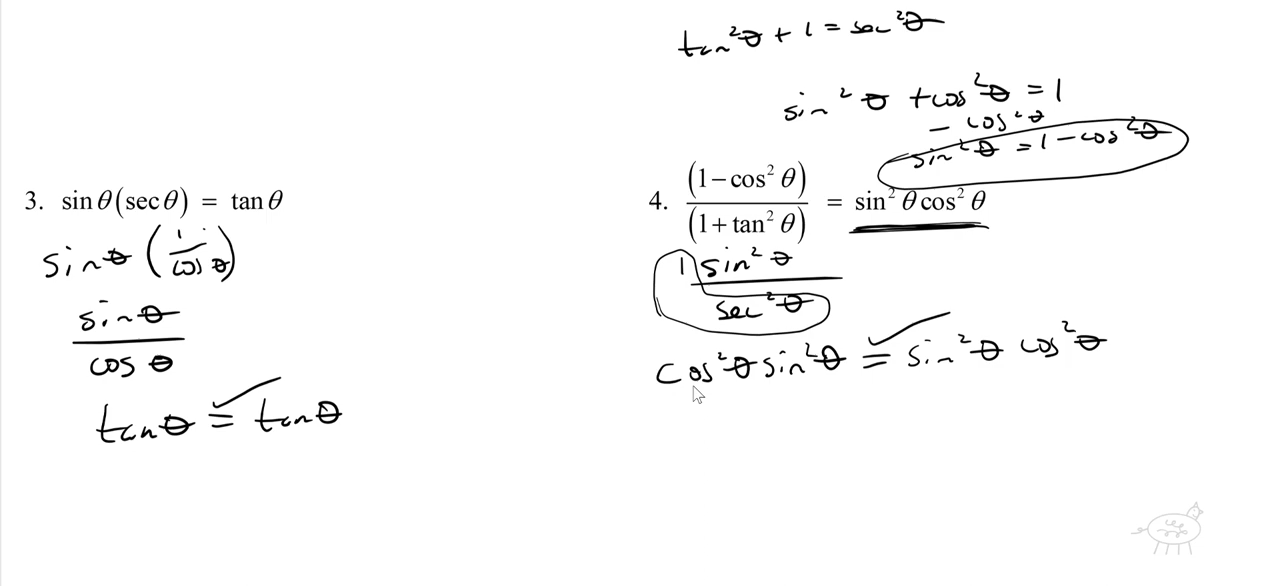 3. sin θ (sec θ) = tan θ
sin θ (1/cos θ)
sin θ / cos θ
tan θ = tan θ ✓
tan²θ + 1 = sec²θ
sin²θ + cos²θ = 1
− cos²θ
sin²θ = 1 − cos²θ
4. (1 − cos² θ) / (1 + tan² θ) = sin² θ cos² θ
1 sin²θ / sec²θ
cos²θ sin²θ = sin²θ cos²θ ✓